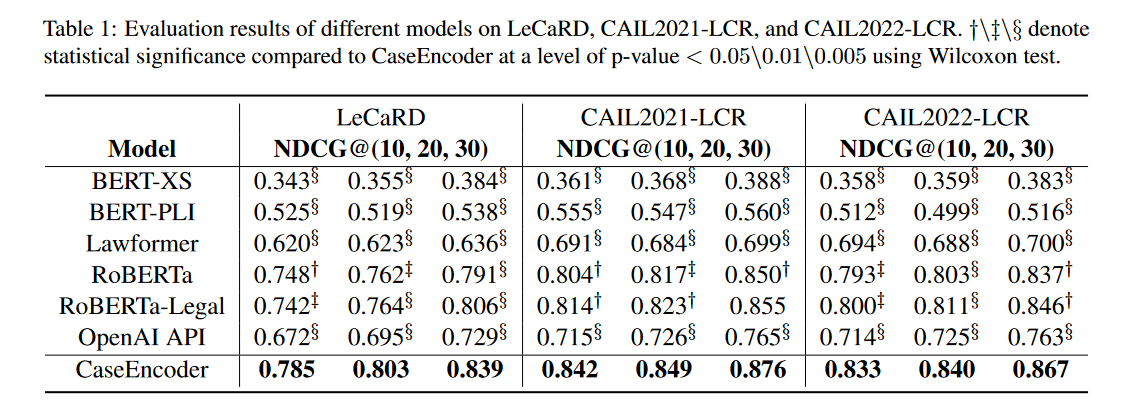 Table 1: Evaluation results of different models on LeCaRD, CAIL2021-LCR, and CAIL2022-LCR. †\‡\§ denote
statistical significance compared to CaseEncoder at a level of p-value < 0.05\0.01\0.005 using Wilcoxon test.
LeCaRD CAIL2021-LCR CAIL2022-LCR
Model NDCG@(10, 20, 30) NDCG@(10, 20, 30) NDCG@(10, 20, 30)
BERT-XS 0.343§ 0.355§ 0.384§ 0.361§ 0.368§ 0.388§ 0.358§ 0.359§ 0.383§
BERT-PLI 0.525§ 0.519§ 0.538§ 0.555§ 0.547§ 0.560§ 0.512§ 0.499§ 0.516§
Lawformer 0.620§ 0.623§ 0.636§ 0.691§ 0.684§ 0.699§ 0.694§ 0.688§ 0.700§
RoBERTa 0.748† 0.762‡ 0.791§ 0.804† 0.817‡ 0.850† 0.793‡ 0.803§ 0.837†
RoBERTa-Legal 0.742‡ 0.764§ 0.806§ 0.814† 0.823† 0.855 0.800‡ 0.811§ 0.846†
OpenAI API 0.672§ 0.695§ 0.729§ 0.715§ 0.726§ 0.765§ 0.714§ 0.725§ 0.763§
CaseEncoder 0.785 0.803 0.839 0.842 0.849 0.876 0.833 0.840 0.867